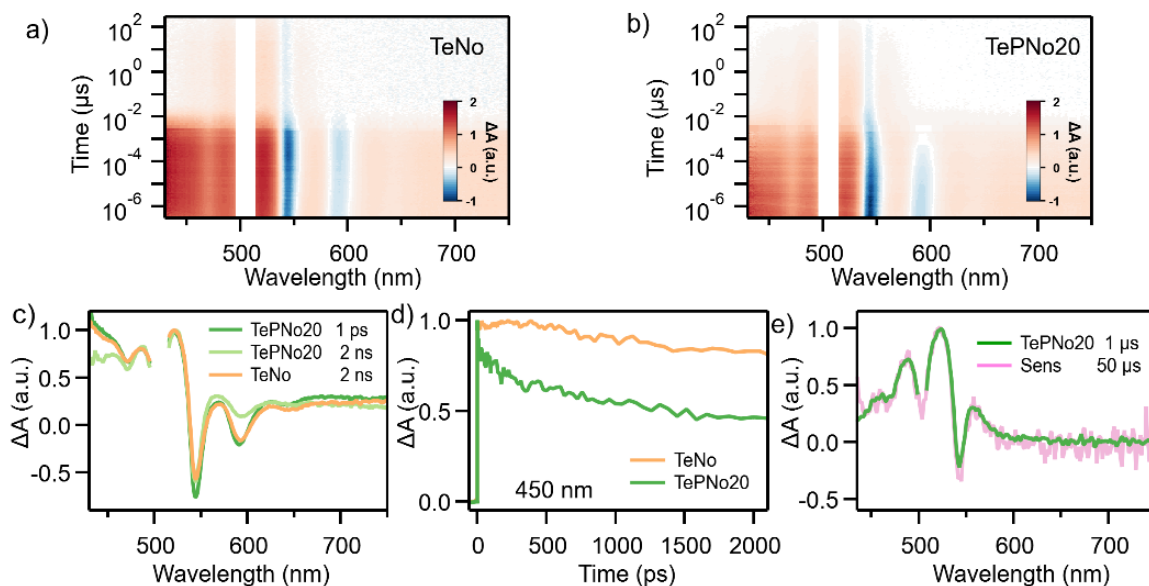 a)
TeNo
Time (µs)
10² 10⁰ 10⁻² 10⁻⁴ 10⁻⁶
2 1 0 -1
ΔA (a.u.)
500 600 700
Wavelength (nm)
b)
TePNo20
Time (µs)
10² 10⁰ 10⁻² 10⁻⁴ 10⁻⁶
2 1 0 -1
ΔA (a.u.)
500 600 700
Wavelength (nm)
c)
TePNo20 1 ps
TePNo20 2 ns
TeNo 2 ns
ΔA (a.u.)
1.0 0.5 0.0 -0.5
500 600 700
Wavelength (nm)
d)
ΔA (a.u.)
1.0 0.5 0.0
TeNo
TePNo20
450 nm
0 500 1000 1500 2000
Time (ps)
e)
TePNo20 1 µs
Sens 50 µs
ΔA (a.u.)
1.0 0.5 0.0 -0.5
500 600 700
Wavelength (nm)